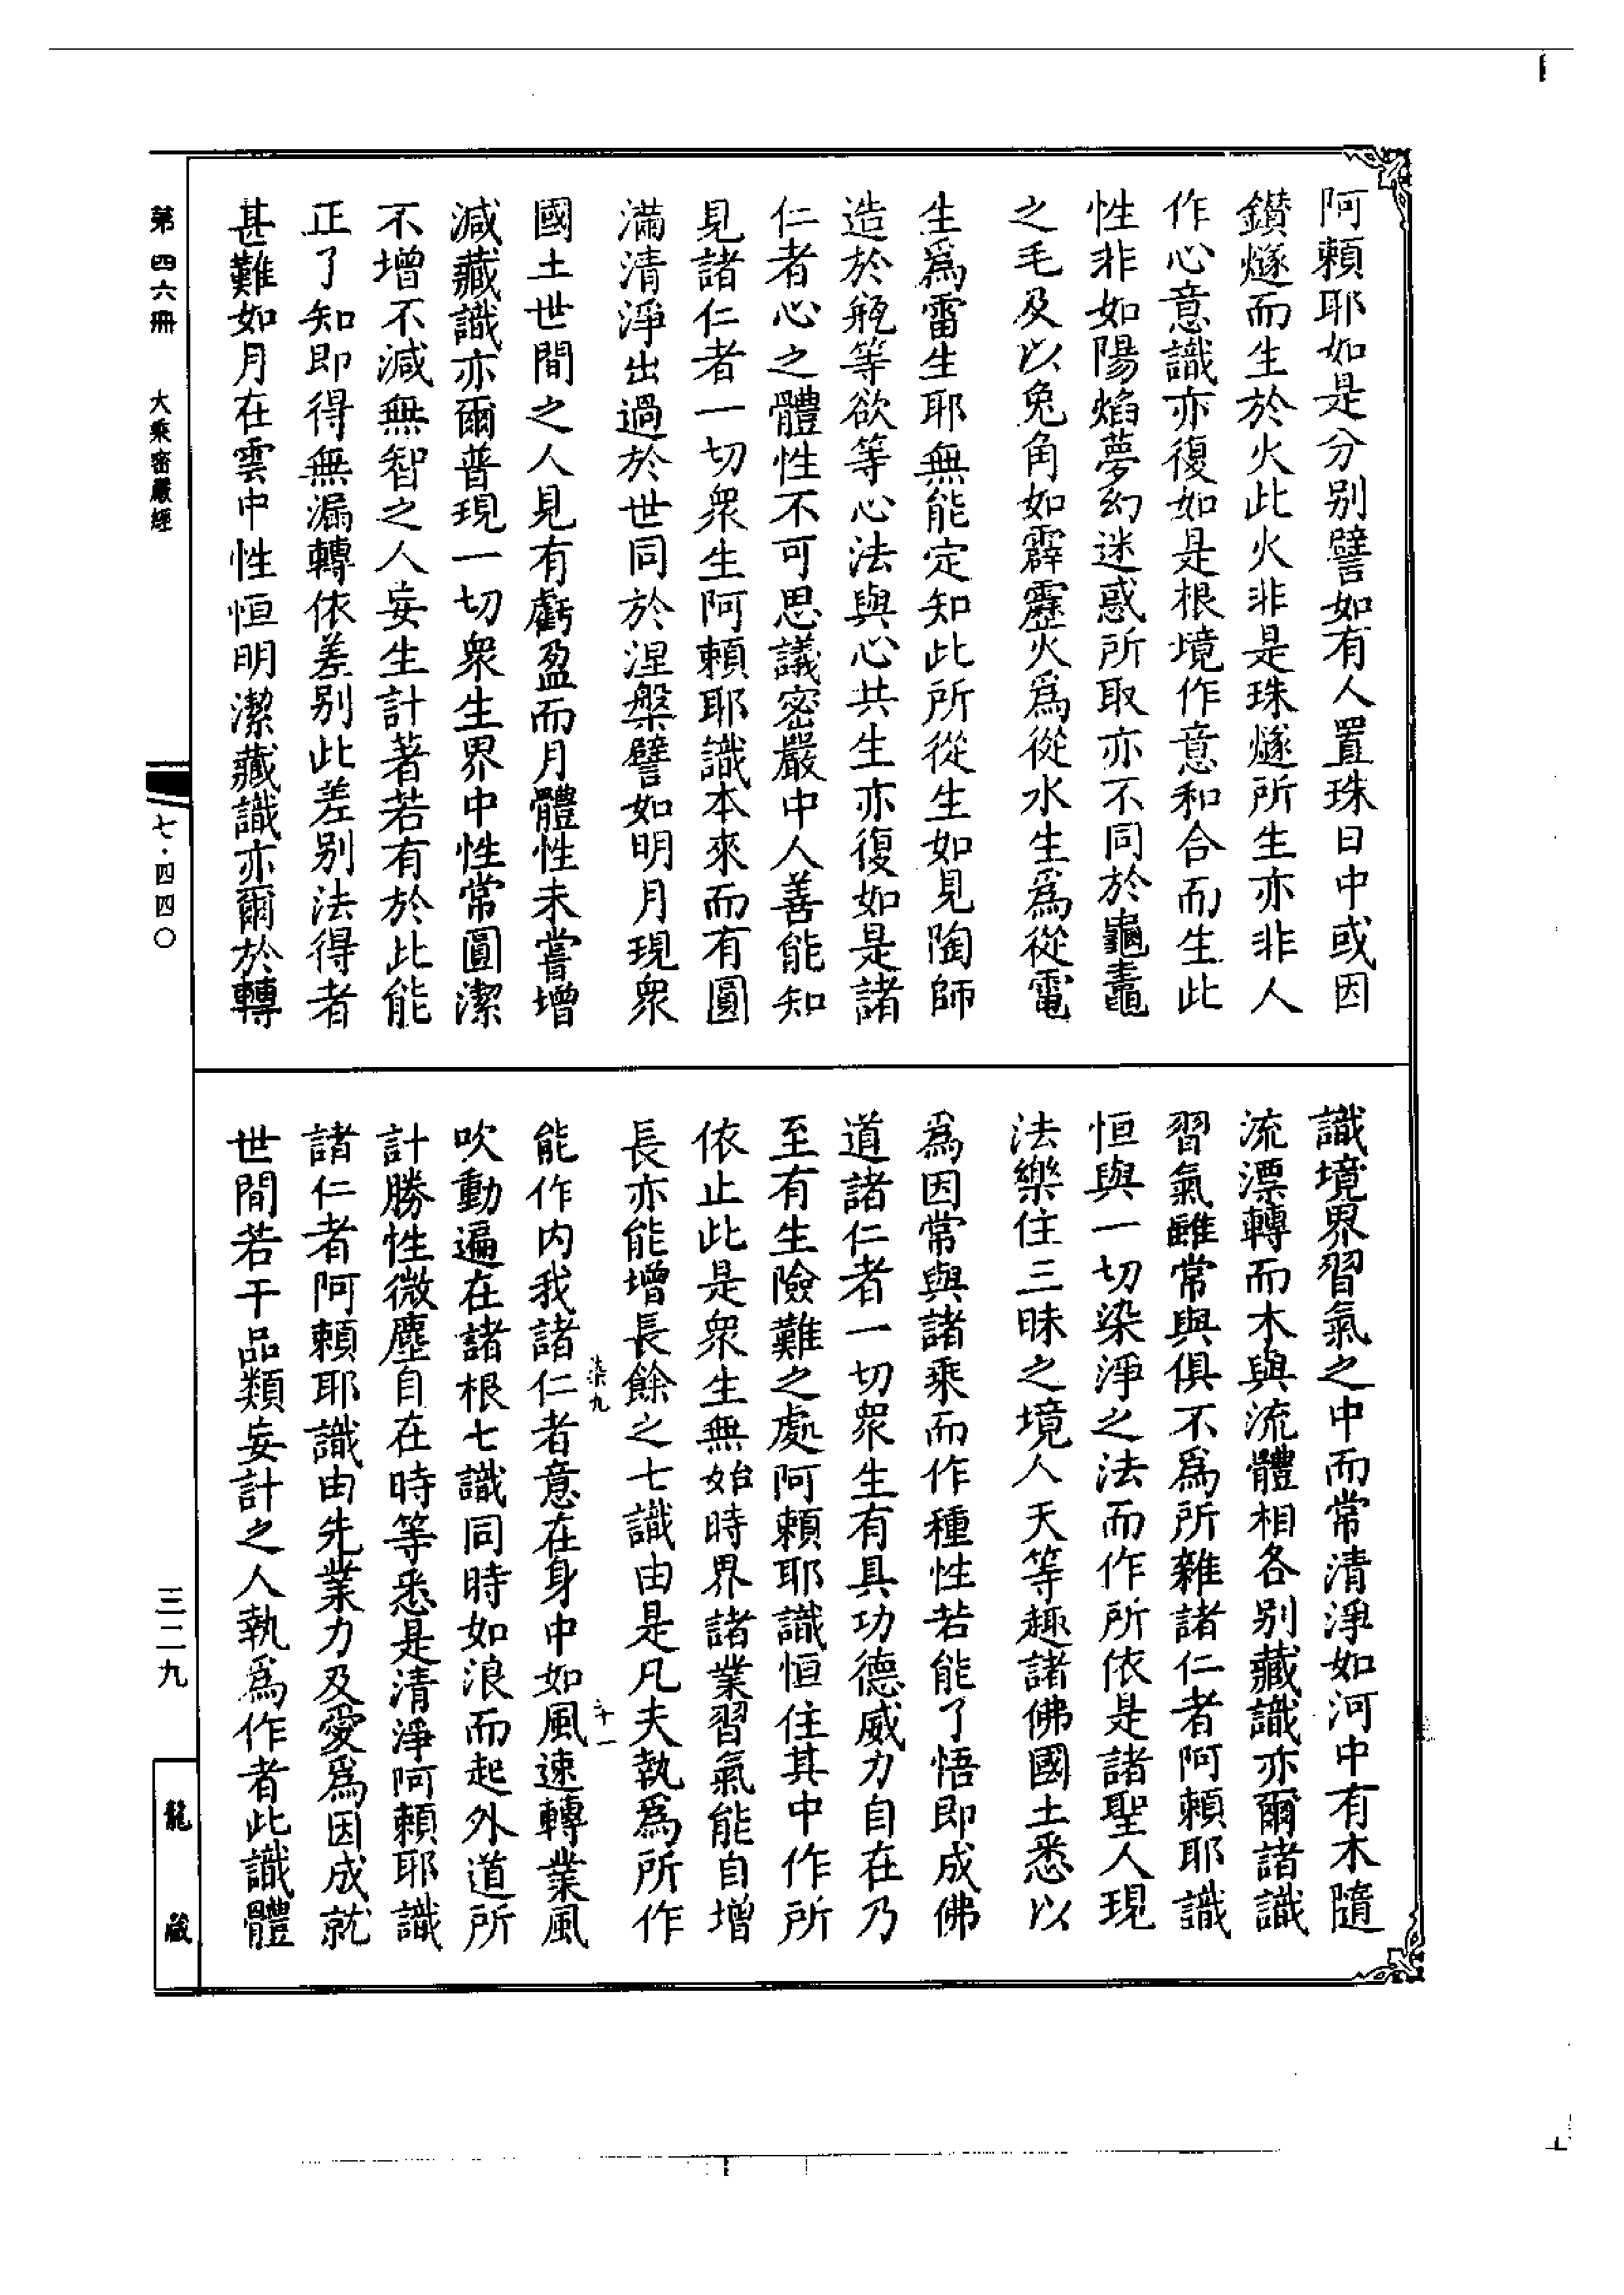 阿賴耶如是分别譬如有人置珠日中或因
鑚燧而生於火此火非是珠燧所生亦非人
作心意識亦復如是根境作意和合而生此
性非如陽焰夢幻迷惑所取亦不同於龜鼈
之毛及以兔角如霹靂火爲從水生爲從電
生爲雷生耶無能定知此所從生如見陶師
造於瓶等欲等心法與心共生亦復如是諸
仁者心之體性不可思議密嚴中人善能知
見諸仁者一切衆生阿賴耶識本來而有圓
滿清淨出過於世同於涅槃譬如明月現衆
國土世間之人見有虧盈而月體性未嘗增
減藏識亦爾普現一切衆生界中性常圓潔
不增不減無智之人妄生計著若有於此能
正了知即得無漏轉依差别此差别法得者
甚難如月在雲中性恒明潔藏識亦爾於轉
識境界習氣之中而常清淨如河中有木隨
流漂轉而木與流體相各别藏識亦爾諸識
習氣雖常與俱不爲所雜諸仁者阿賴耶識
恒與一切染淨之法而作所依是諸聖人現
法樂住三昧之境人天等趣諸佛國土悉以
爲因常與諸乘而作種性若能了悟即成佛
道諸仁者一切衆生有具功德威力自在乃
至有生險難之處阿賴耶識恒住其中作所
依止此是衆生無始時界諸業習氣能自增
長亦能增長餘之七識由是凡夫執爲所作
能作内我諸仁者意在身中如風速轉業風
吹動遍在諸根七識同時如浪而起外道所
計勝性微塵自在時等悉是清淨阿賴耶識
諸仁者阿賴耶識由先業力及愛爲因成就
世間若干品類妄計之人執爲作者此識體
第四六冊 大乘密嚴經
七·四四〇
三二九
龍藏